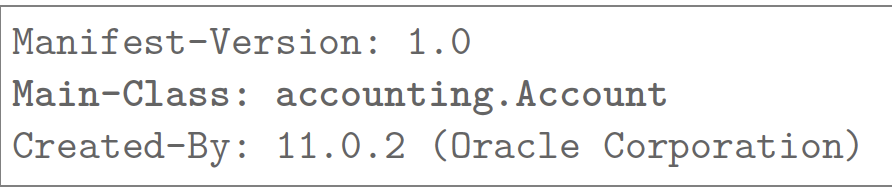 Manifest-Version: 1.0
Main-Class: accounting.Account
Created-By: 11.0.2 (Oracle Corporation)